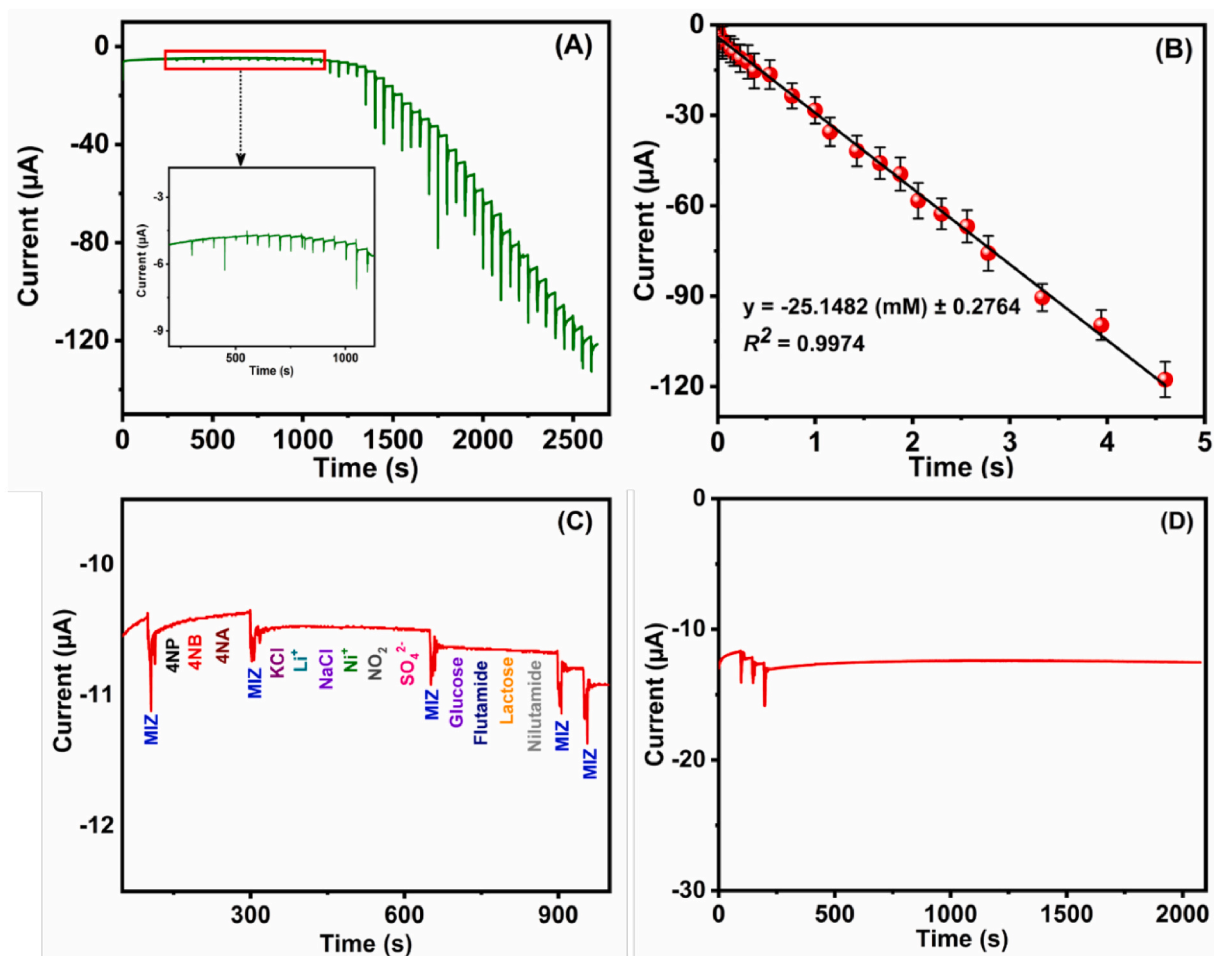 (A)
Current (µA)
0
-40
-80
-120
Current (µA)
-3
-6
-9
500
1000
Time (s)
0
500
1000
1500
2000
2500
Time (s)
(B)
Current (µA)
0
-30
-60
-90
-120
y = -25.1482 (mM) ± 0.2764
R² = 0.9974
0
1
2
3
4
5
Time (s)
(C)
Current (µA)
-10
-11
-12
MIZ
4NP
4NB
4NA
MIZ
KCl
Li⁺
NaCl
Ni⁺
NO₂
SO₄²⁻
MIZ
Glucose
Flutamide
Lactose
Nilutamide
MIZ
MIZ
300
600
900
Time (s)
(D)
Current (µA)
0
-10
-20
-30
0
500
1000
1500
2000
Time (s)